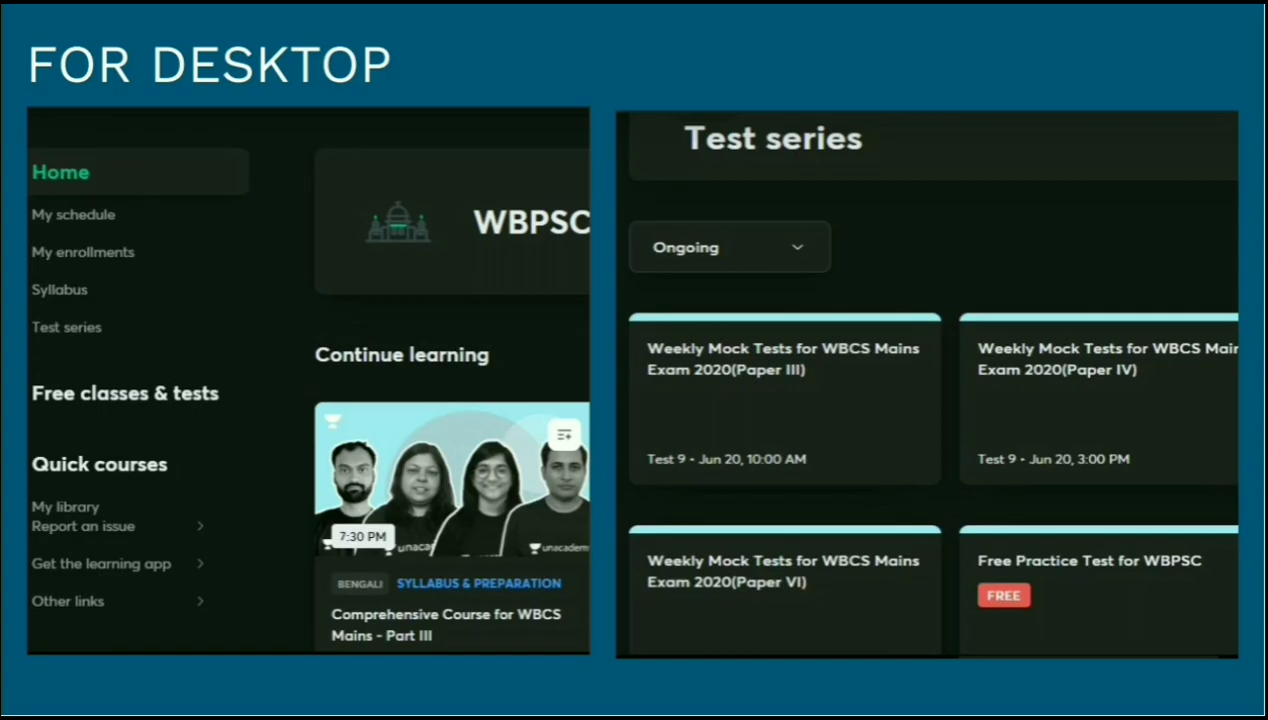 FOR DESKTOP
Home
My schedule
My enrollments
Syllabus
Test series
Free classes & tests
Quick courses
My library
Report an issue
Get the learning app
Other links
WBPSC
Continue learning
7:30 PM
unaca
unacadem
BENGALI SYLLABUS & PREPARATION
Comprehensive Course for WBCS
Mains - Part III
Test series
Ongoing
Weekly Mock Tests for WBCS Mains
Exam 2020(Paper III)
Test 9 • Jun 20, 10:00 AM
Weekly Mock Tests for WBCS Mair
Exam 2020(Paper IV)
Test 9 • Jun 20, 3:00 PM
Weekly Mock Tests for WBCS Mains
Exam 2020(Paper VI)
Free Practice Test for WBPSC
FREE